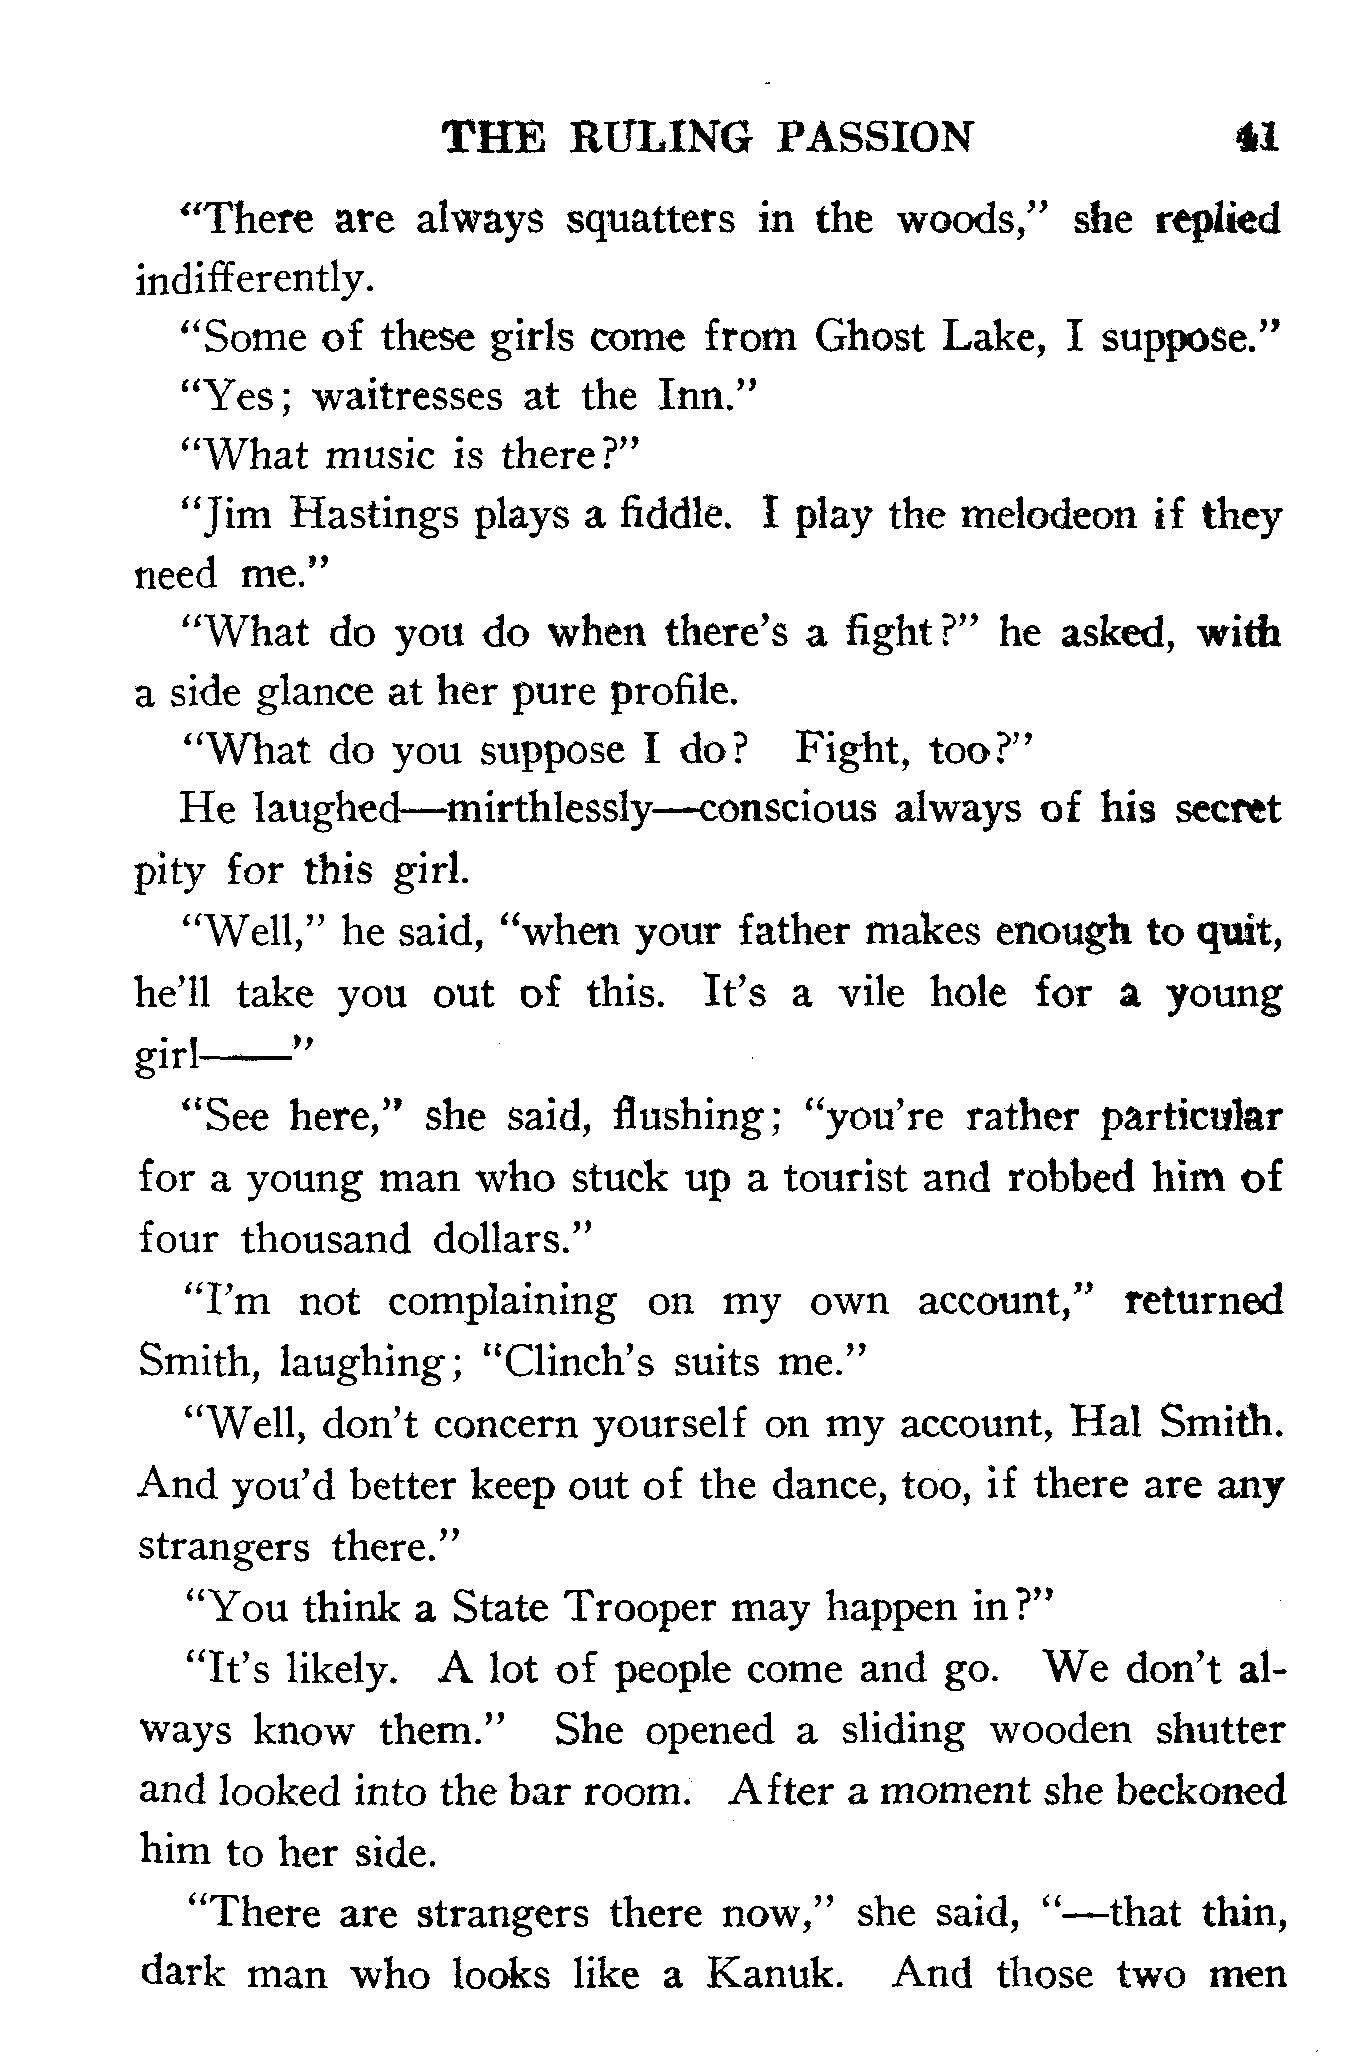 THE RULING PASSION 41
“There are always squatters in the woods,” she replied
indifferently.
“Some of these girls come from Ghost Lake, I suppose.”
“Yes; waitresses at the Inn.”
“What music is there?”
“Jim Hastings plays a fiddle. I play the melodeon if they
need me.”
“What do you do when there’s a fight?” he asked, with
a side glance at her pure profile.
“What do you suppose I do? Fight, too?”
He laughed—mirthlessly—conscious always of his secret
pity for this girl.
“Well,” he said, “when your father makes enough to quit,
he’ll take you out of this. It’s a vile hole for a young
girl——”
“See here,” she said, flushing; “you’re rather particular
for a young man who stuck up a tourist and robbed him of
four thousand dollars.”
“I’m not complaining on my own account,” returned
Smith, laughing; “Clinch’s suits me.”
“Well, don’t concern yourself on my account, Hal Smith.
And you’d better keep out of the dance, too, if there are any
strangers there.”
“You think a State Trooper may happen in?”
“It’s likely. A lot of people come and go. We don’t al-
ways know them.” She opened a sliding wooden shutter
and looked into the bar room. After a moment she beckoned
him to her side.
“There are strangers there now,” she said, “—that thin,
dark man who looks like a Kanuk. And those two men